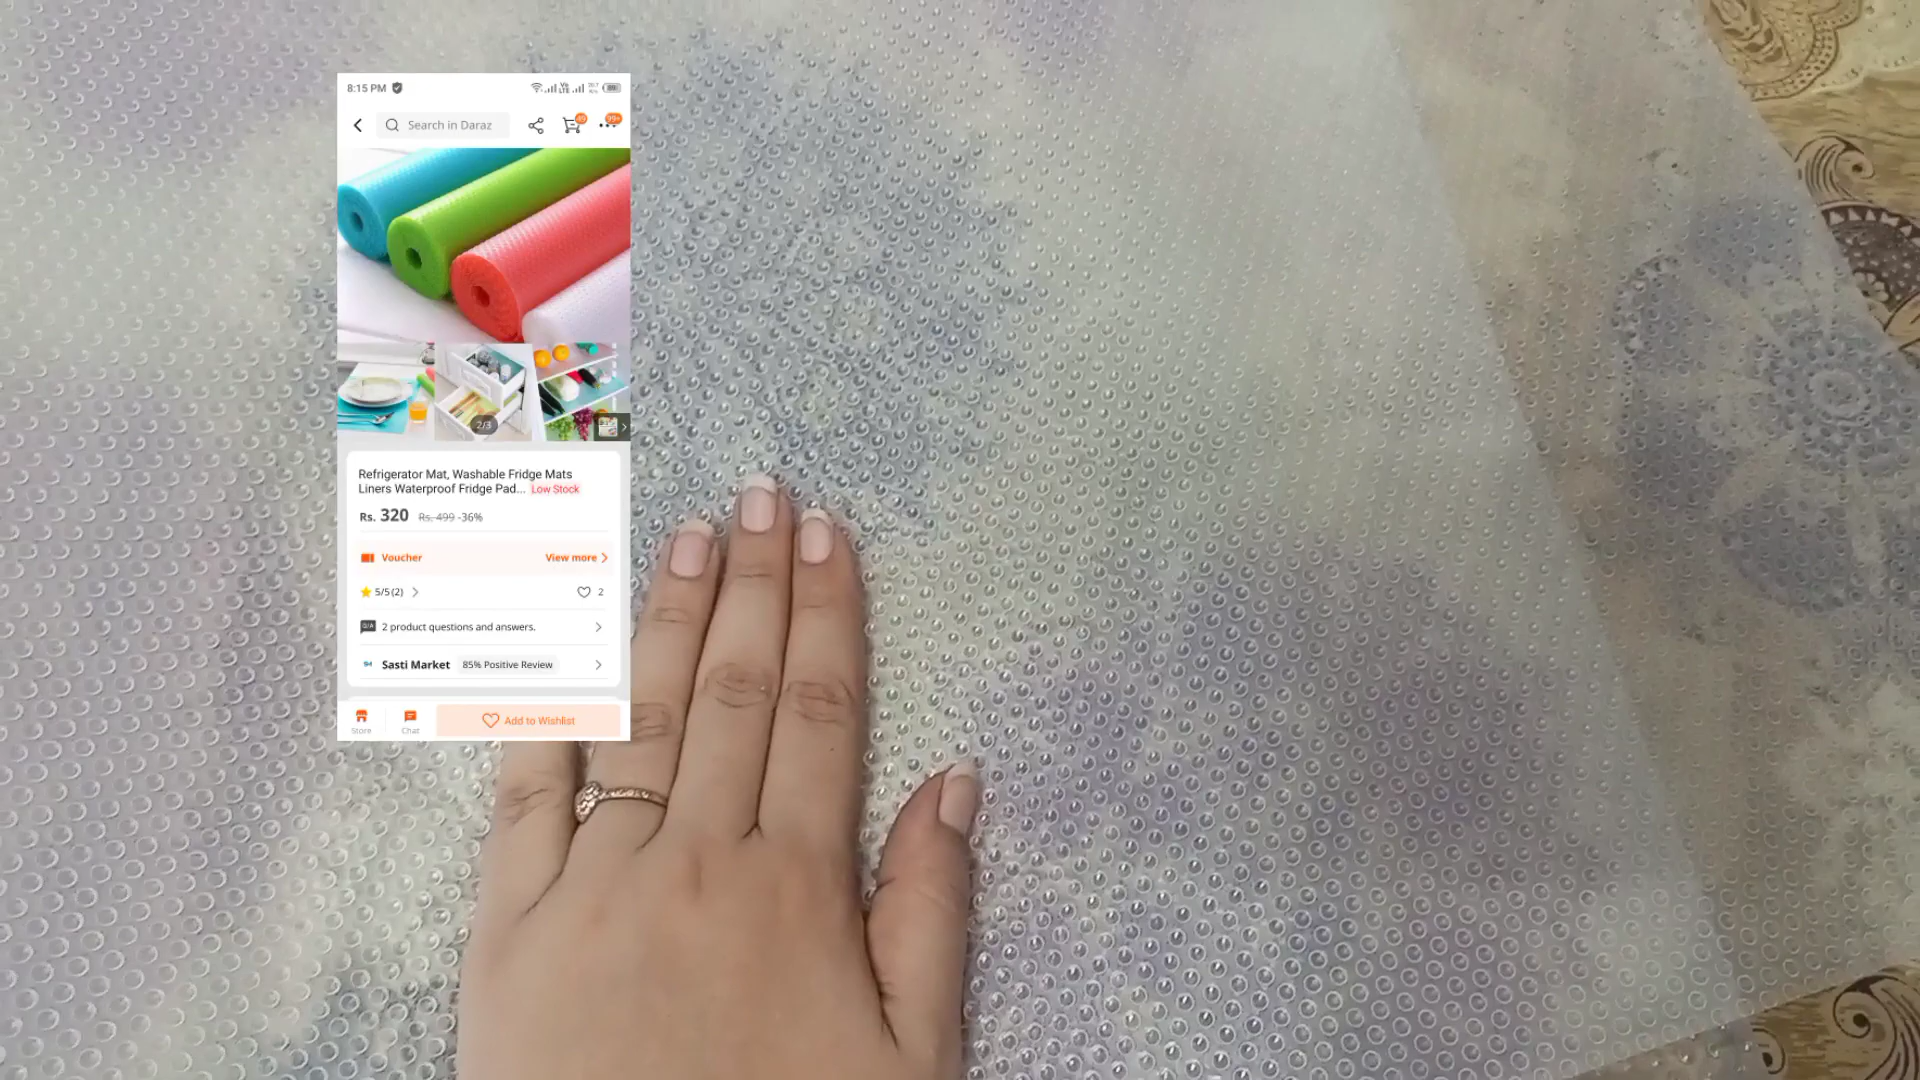 8:15 PM
Search in Daraz
49
99+
2/3
Refrigerator Mat, Washable Fridge Mats
Liners Waterproof Fridge Pad... Low Stock
Rs. 320 Rs. 499 -36%
Voucher
View more
5/5 (2)
2
2 product questions and answers.
Sasti Market
85% Positive Review
Store
Chat
Add to Wishlist